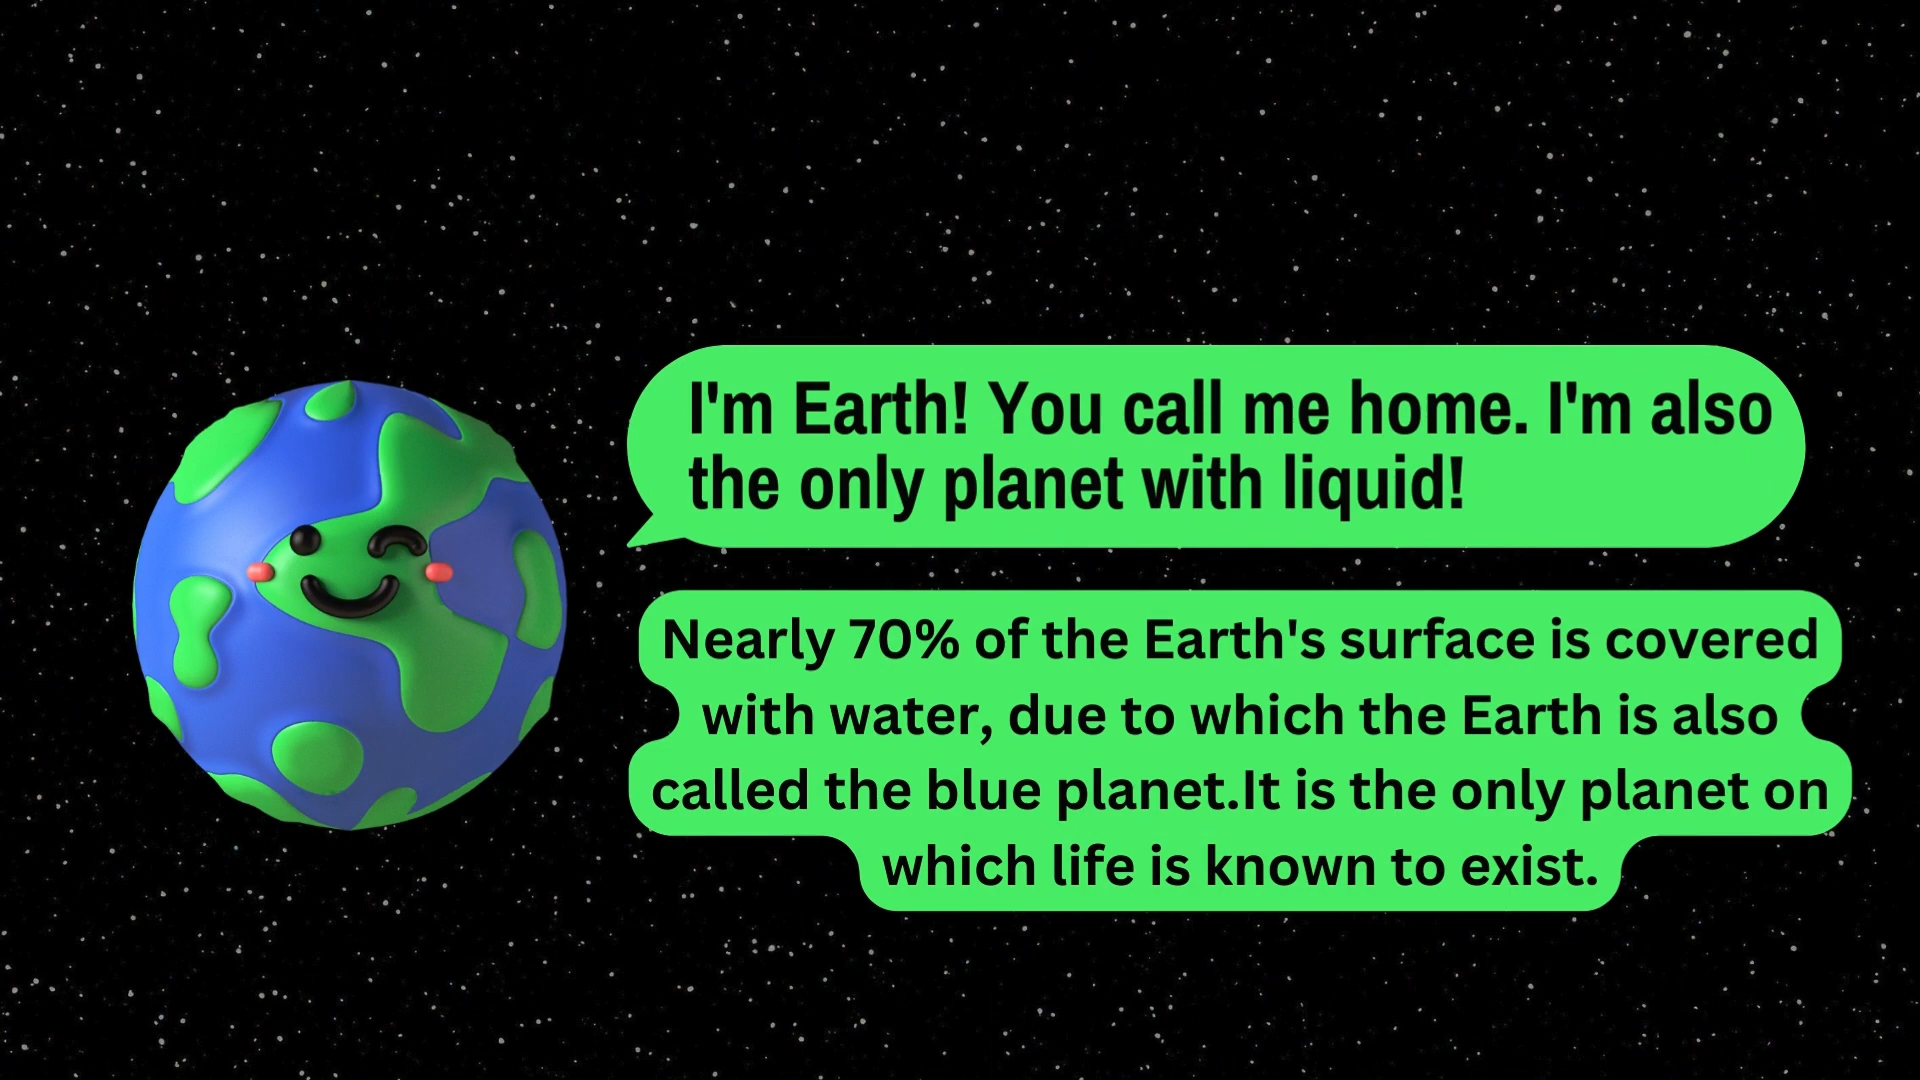 I'm Earth! You call me home. I'm also
the only planet with liquid!
Nearly 70% of the Earth's surface is covered
with water, due to which the Earth is also
called the blue planet.It is the only planet on
which life is known to exist.